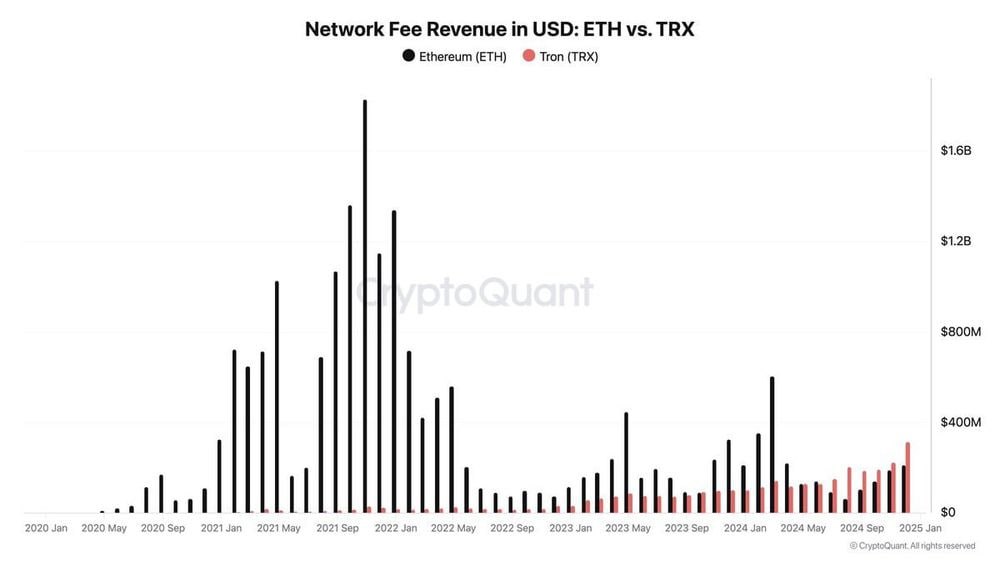 Network Fee Revenue in USD: ETH vs. TRX
Ethereum (ETH) Tron (TRX)
$1.6B
$1.2B
CryptoQuant
$800M
$400M
$0
2020 Jan 2020 May 2020 Sep 2021 Jan 2021 May 2021 Sep 2022 Jan 2022 May 2022 Sep 2023 Jan 2023 May 2023 Sep 2024 Jan 2024 May 2024 Sep 2025 Jan
© CryptoQuant. All rights reserved